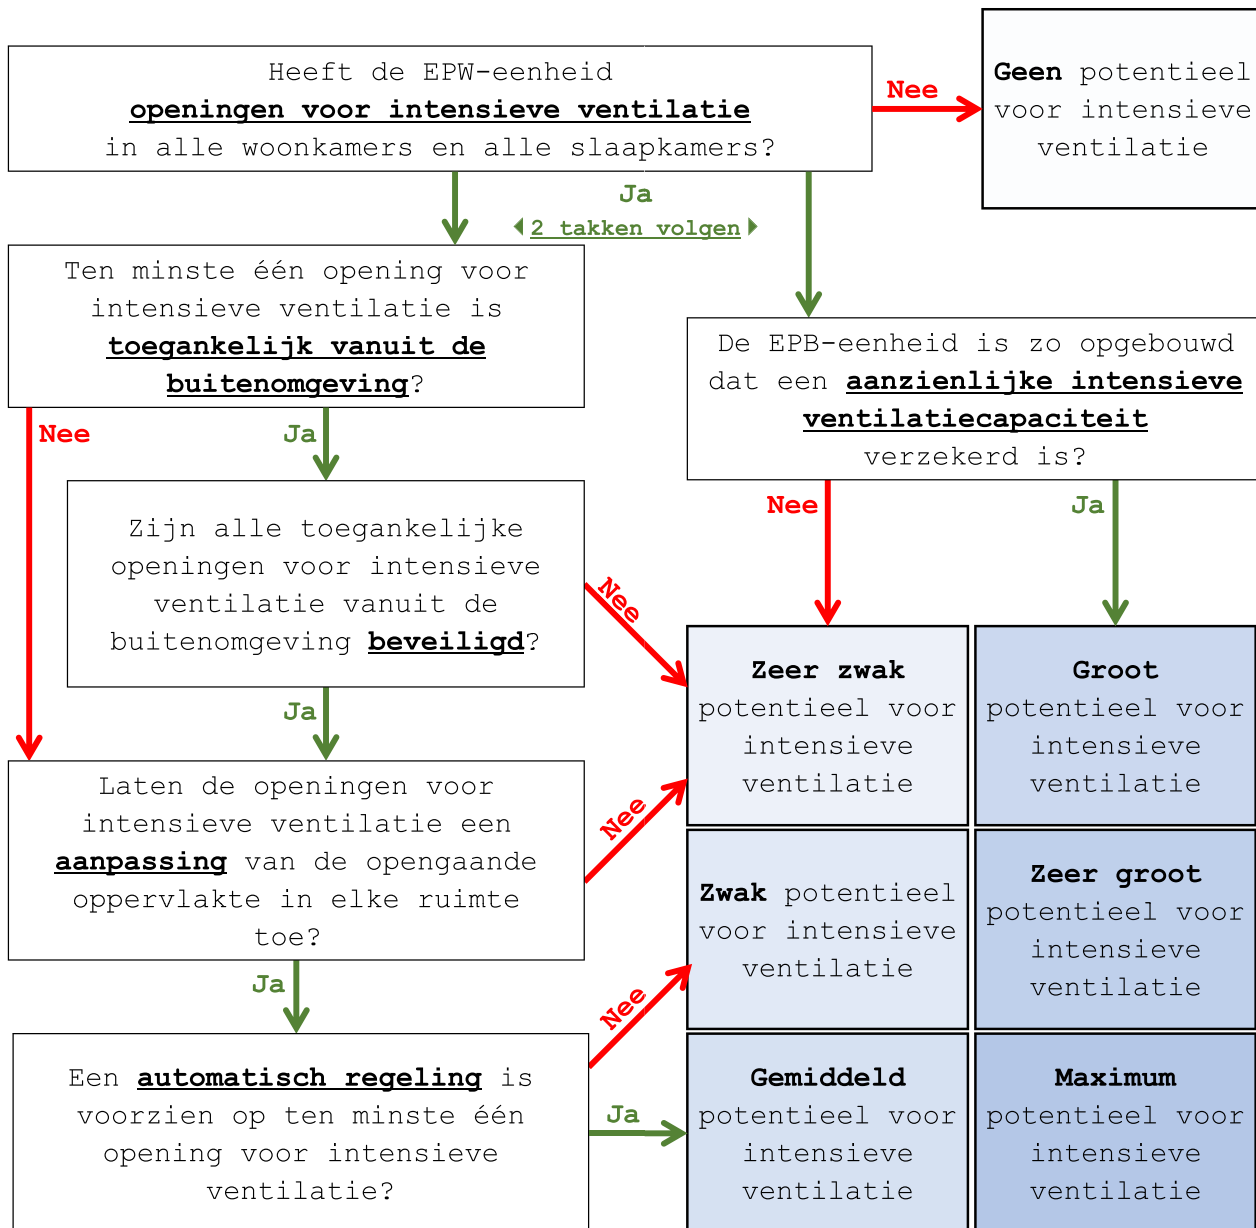 Heeft de EPW-eenheid
openingen voor intensieve ventilatie
in alle woonkamers en alle slaapkamers?
Nee
Geen potentieel
voor intensieve
ventilatie
Ja
2 takken volgen
Ten minste één opening voor
intensieve ventilatie is
toegankelijk vanuit de
buitenomgeving?
De EPB-eenheid is zo opgebouwd
dat een aanzienlijke intensieve
ventilatiecapaciteit
verzekerd is?
Nee
Ja
Nee
Ja
Zijn alle toegankelijke
openingen voor intensieve
ventilatie vanuit de
buitenomgeving beveiligd?
Nee
Ja
Zeer zwak
potentieel voor
intensieve
ventilatie
Groot
potentieel voor
intensieve
ventilatie
Laten de openingen voor
intensieve ventilatie een
aanpassing van de opengaande
oppervlakte in elke ruimte
toe?
Nee
Ja
Zwak potentieel
voor intensieve
ventilatie
Zeer groot
potentieel voor
intensieve
ventilatie
Een automatisch regeling is
voorzien op ten minste één
opening voor intensieve
ventilatie?
Nee
Ja
Gemiddeld
potentieel voor
intensieve
ventilatie
Maximum
potentieel voor
intensieve
ventilatie